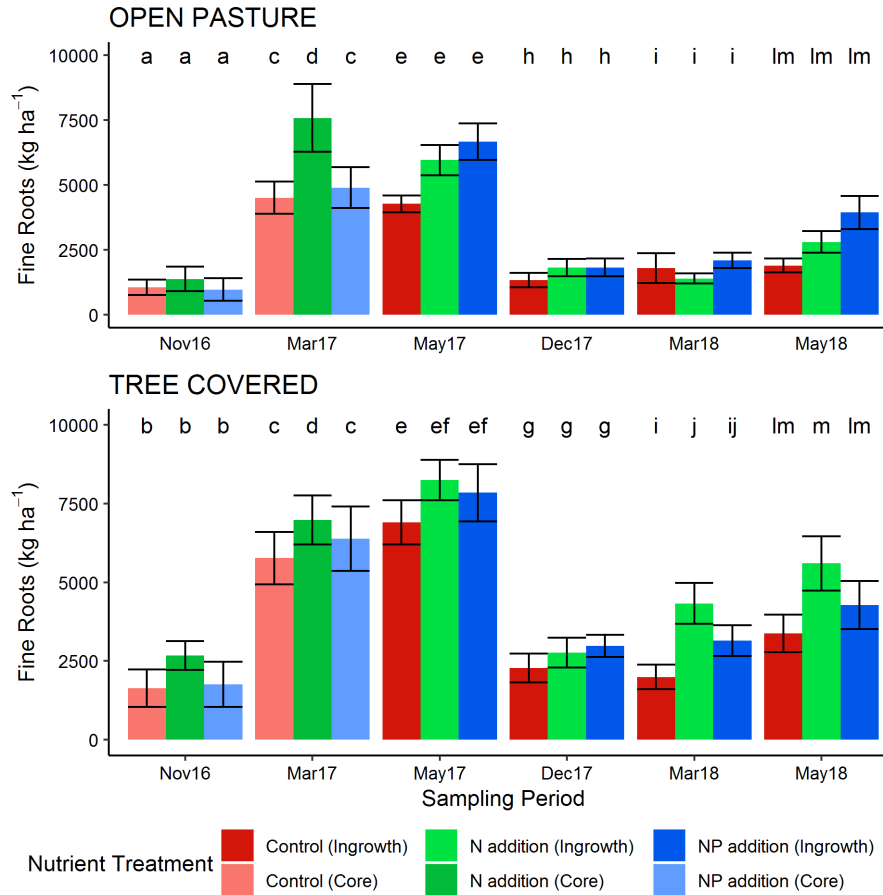 OPEN PASTURE
Fine Roots (kg ha⁻¹)
10000
7500
5000
2500
0
a a a c d c e e e h h h i i i lm lm lm
Nov16 Mar17 May17 Dec17 Mar18 May18
TREE COVERED
Fine Roots (kg ha⁻¹)
10000
7500
5000
2500
0
b b b c d c e ef ef g g g i j ij lm m lm
Nov16 Mar17 May17 Dec17 Mar18 May18
Sampling Period
Nutrient Treatment
Control (Ingrowth) N addition (Ingrowth) NP addition (Ingrowth)
Control (Core) N addition (Core) NP addition (Core)